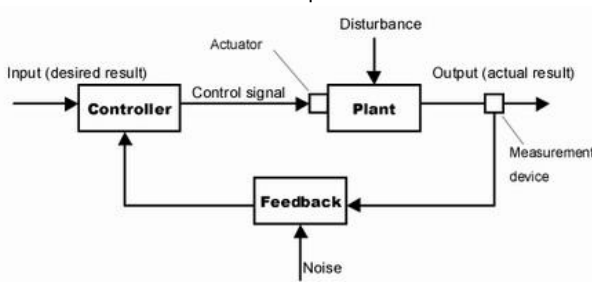 Disturbance
Actuator
Input (desired result)
Output (actual result)
Control signal
Controller
Plant
Measurement
device
Feedback
Noise